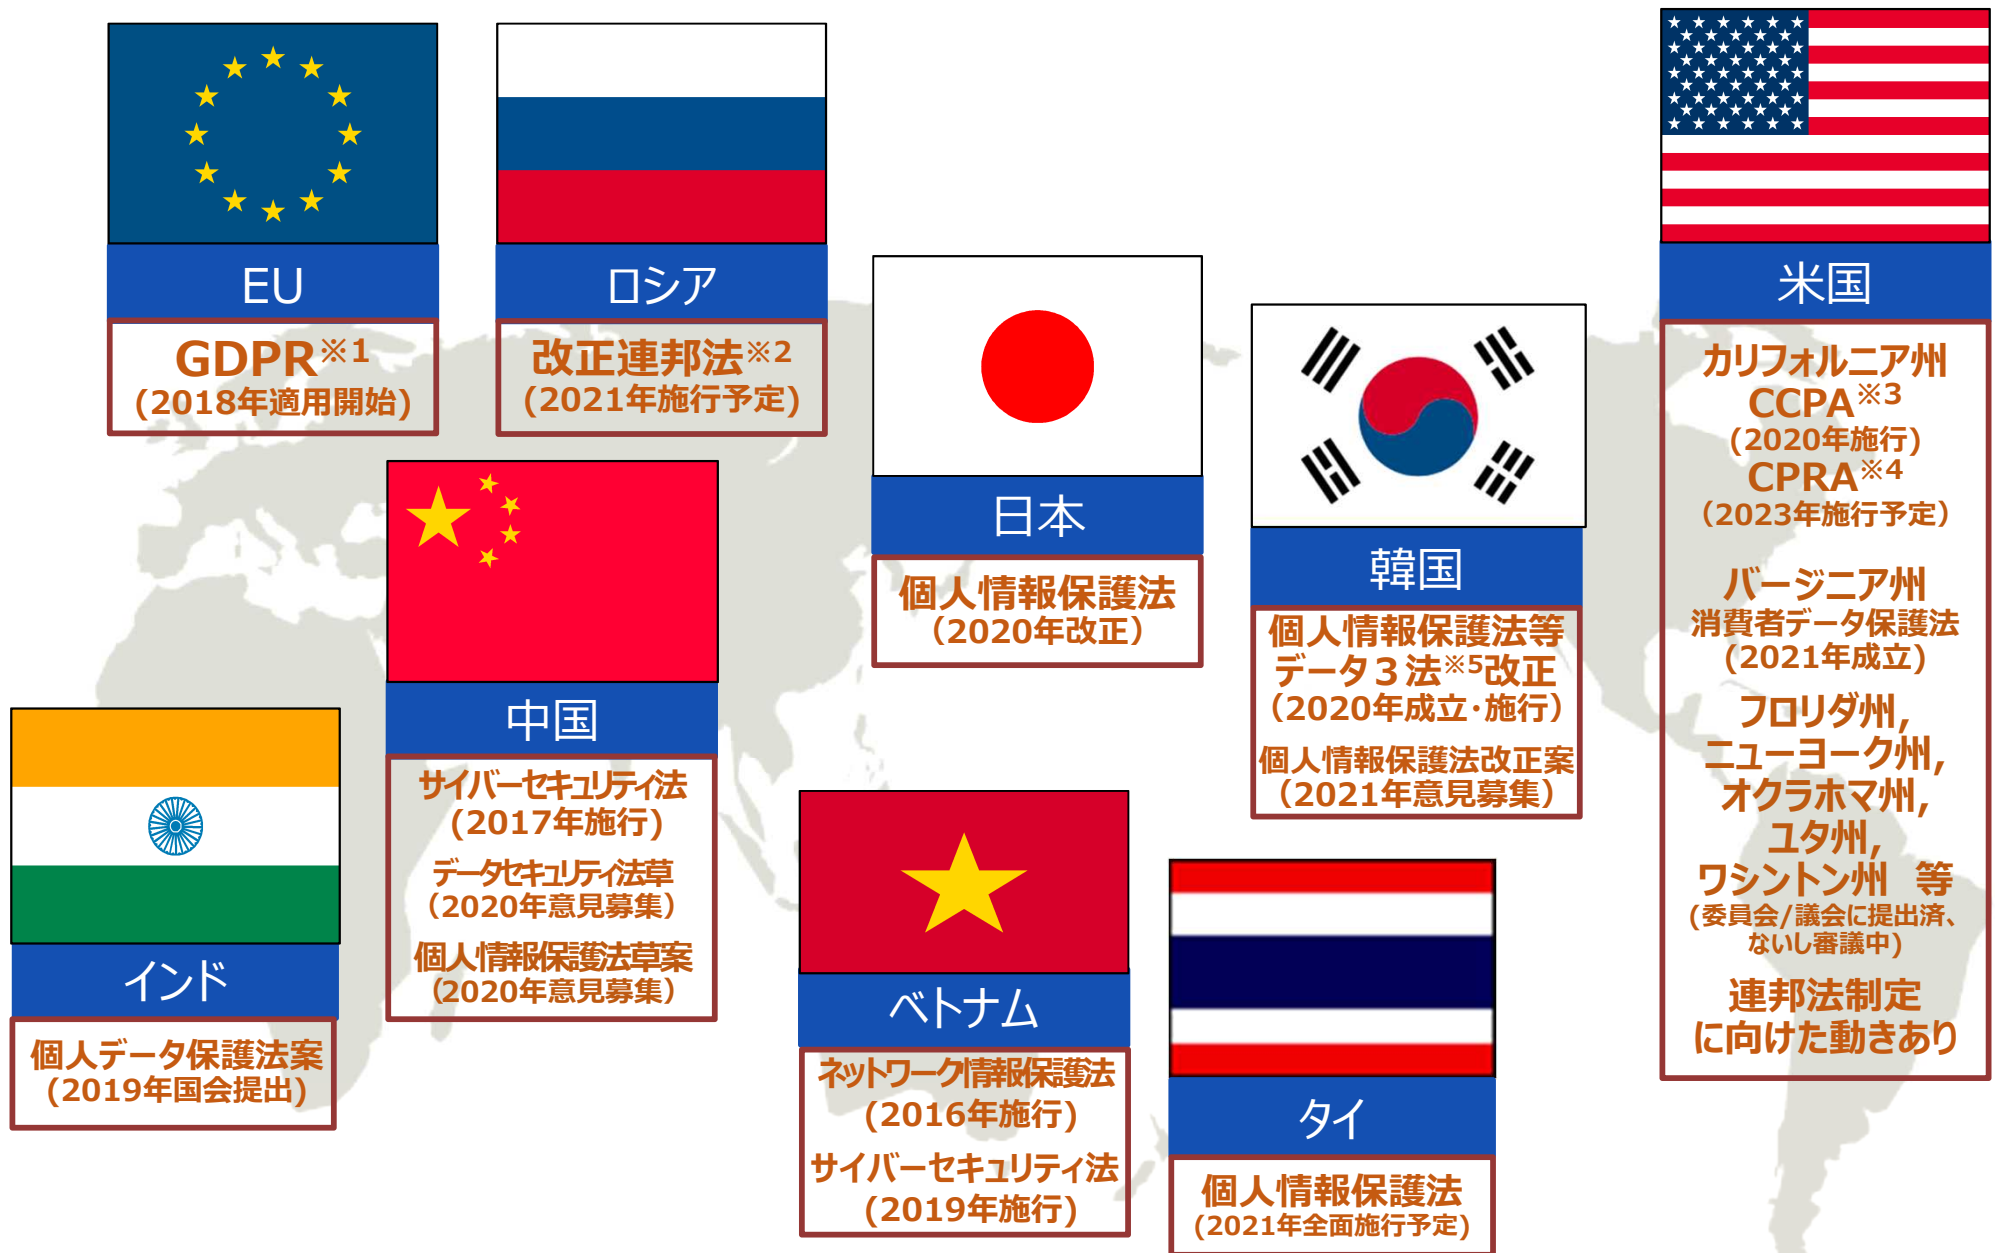 EU
GDPR※1
(2018年適用開始)
ロシア
改正連邦法※2
(2021年施行予定)
日本
個人情報保護法
（2020年改正）
韓国
個人情報保護法等
データ３法※5改正
（2020年成立・施行）
個人情報保護法改正案
（2021年意見募集）
米国
カリフォルニア州
CCPA※3
(2020年施行)
CPRA※4
（2023年施行予定）
バージニア州
消費者データ保護法
(2021年成立)
フロリダ州,
ニューヨーク州,
オクラホマ州,
ユタ州,
ワシントン州　等
(委員会/議会に提出済、
ないし審議中)
連邦法制定
に向けた動きあり
中国
サイバーセキュリティ法
(2017年施行)
データセキュリティ法草
（2020年意見募集）
個人情報保護法草案
（2020年意見募集）
インド
個人データ保護法案
(2019年国会提出)
ベトナム
ネットワーク情報保護法
(2016年施行)
サイバーセキュリティ法
(2019年施行)
タイ
個人情報保護法
(2021年全面施行予定)